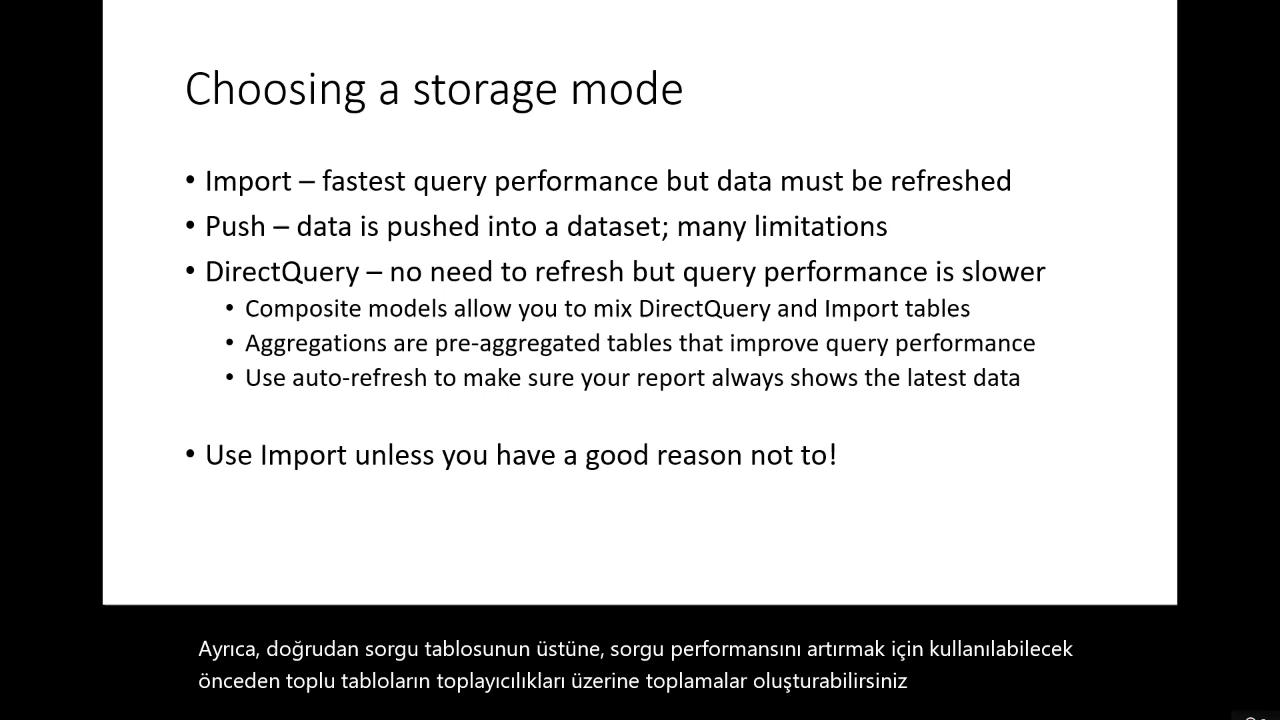 Choosing a storage mode
• Import – fastest query performance but data must be refreshed
• Push – data is pushed into a dataset; many limitations
• DirectQuery – no need to refresh but query performance is slower
• Composite models allow you to mix DirectQuery and Import tables
• Aggregations are pre-aggregated tables that improve query performance
• Use auto-refresh to make sure your report always shows the latest data
• Use Import unless you have a good reason not to!
Ayrıca, doğrudan sorgu tablosunun üstüne, sorgu performansını artırmak için kullanılabilecek
önceden toplu tabloların toplayıcılıkları üzerine toplamalar oluşturabilirsiniz